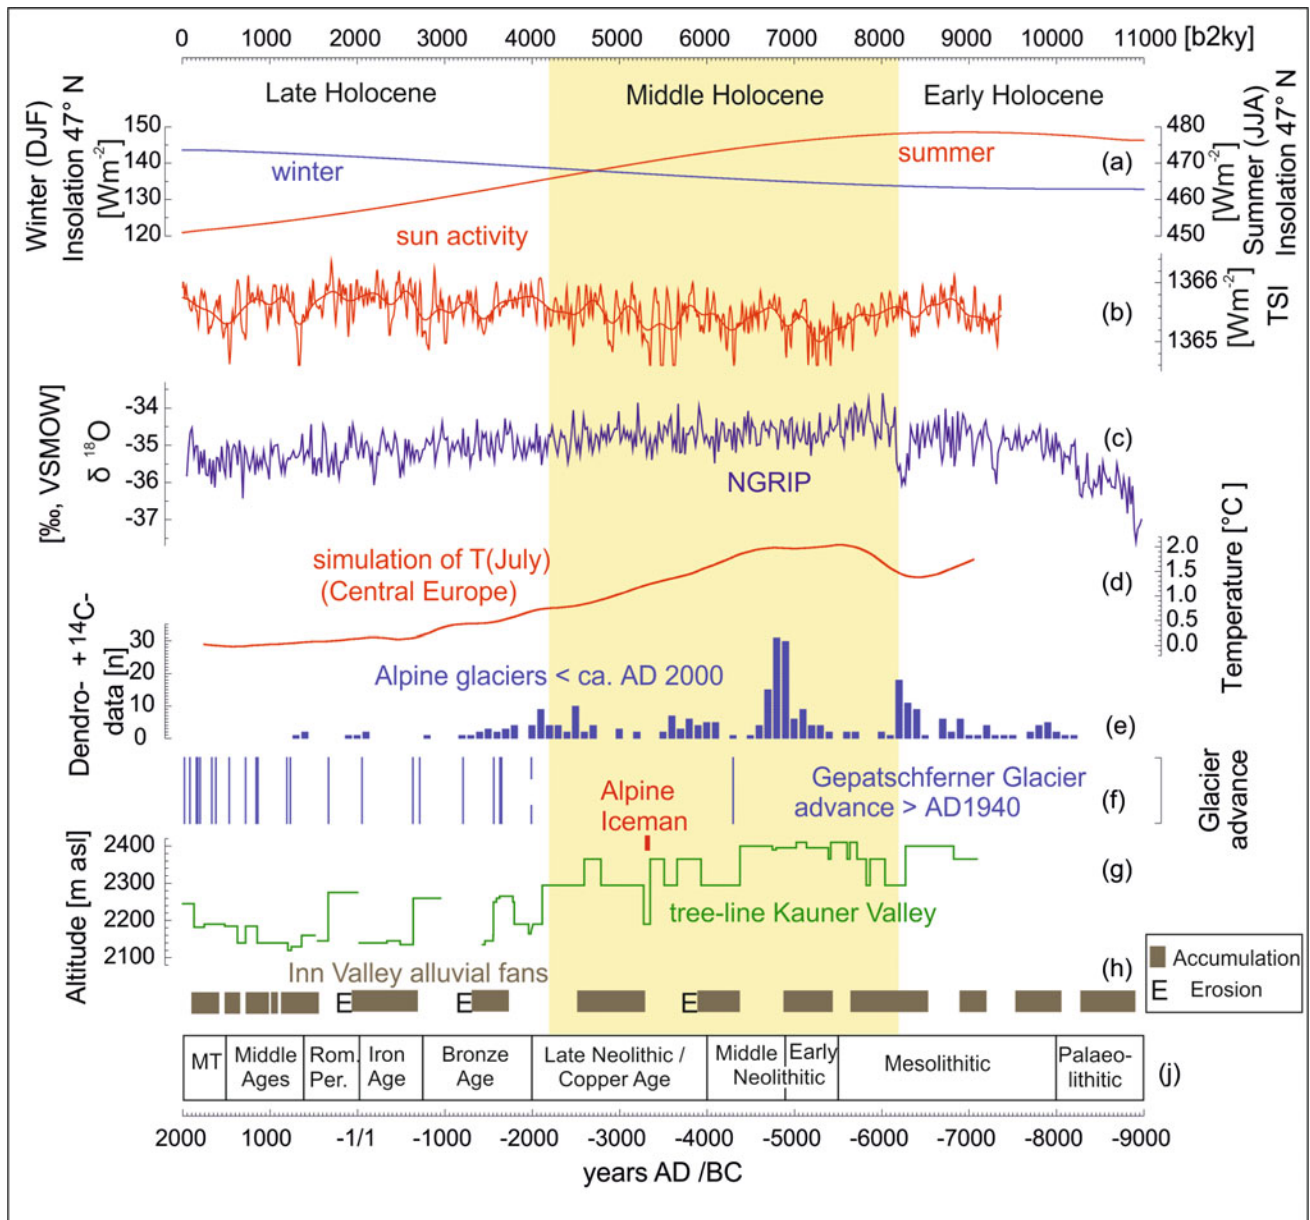 0 1000 2000 3000 4000 5000 6000 7000 8000 9000 10000 11000 [b2ky]
Late Holocene Middle Holocene Early Holocene
Winter (DJF)
Insolation 47° N
[Wm-2]
150
140
130
120
winter
summer
(a)
480
470
460
450
[Wm-2]
Summer (JJA)
Insolation 47° N
sun activity
(b)
1366
1365
[Wm-2]
TSI
[‰, VSMOW]
δ 18O
-34
-35
-36
-37
NGRIP
(c)
simulation of T(July)
(Central Europe)
(d)
2.0
1.5
1.0
0.5
0.0
Temperature [°C]
Dendro- +14C-
data [n]
30
20
10
0
Alpine glaciers < ca. AD 2000
(e)
Gepatschferner Glacier
advance > AD1940
(f)
Glacier
advance
Alpine
Iceman
Altitude [m asl]
2400
2300
2200
2100
(g)
tree-line Kauner Valley
Inn Valley alluvial fans
(h)
Accumulation
E Erosion
E E E
MT
Middle
Ages
Rom.
Per.
Iron
Age
Bronze
Age
Late Neolithic /
Copper Age
Middle Early
Neolithitic
Mesolithitic
Palaeo-
lithitic
(j)
2000 1000 -1/1 -1000 -2000 -3000 -4000 -5000 -6000 -7000 -8000 -9000
years AD /BC